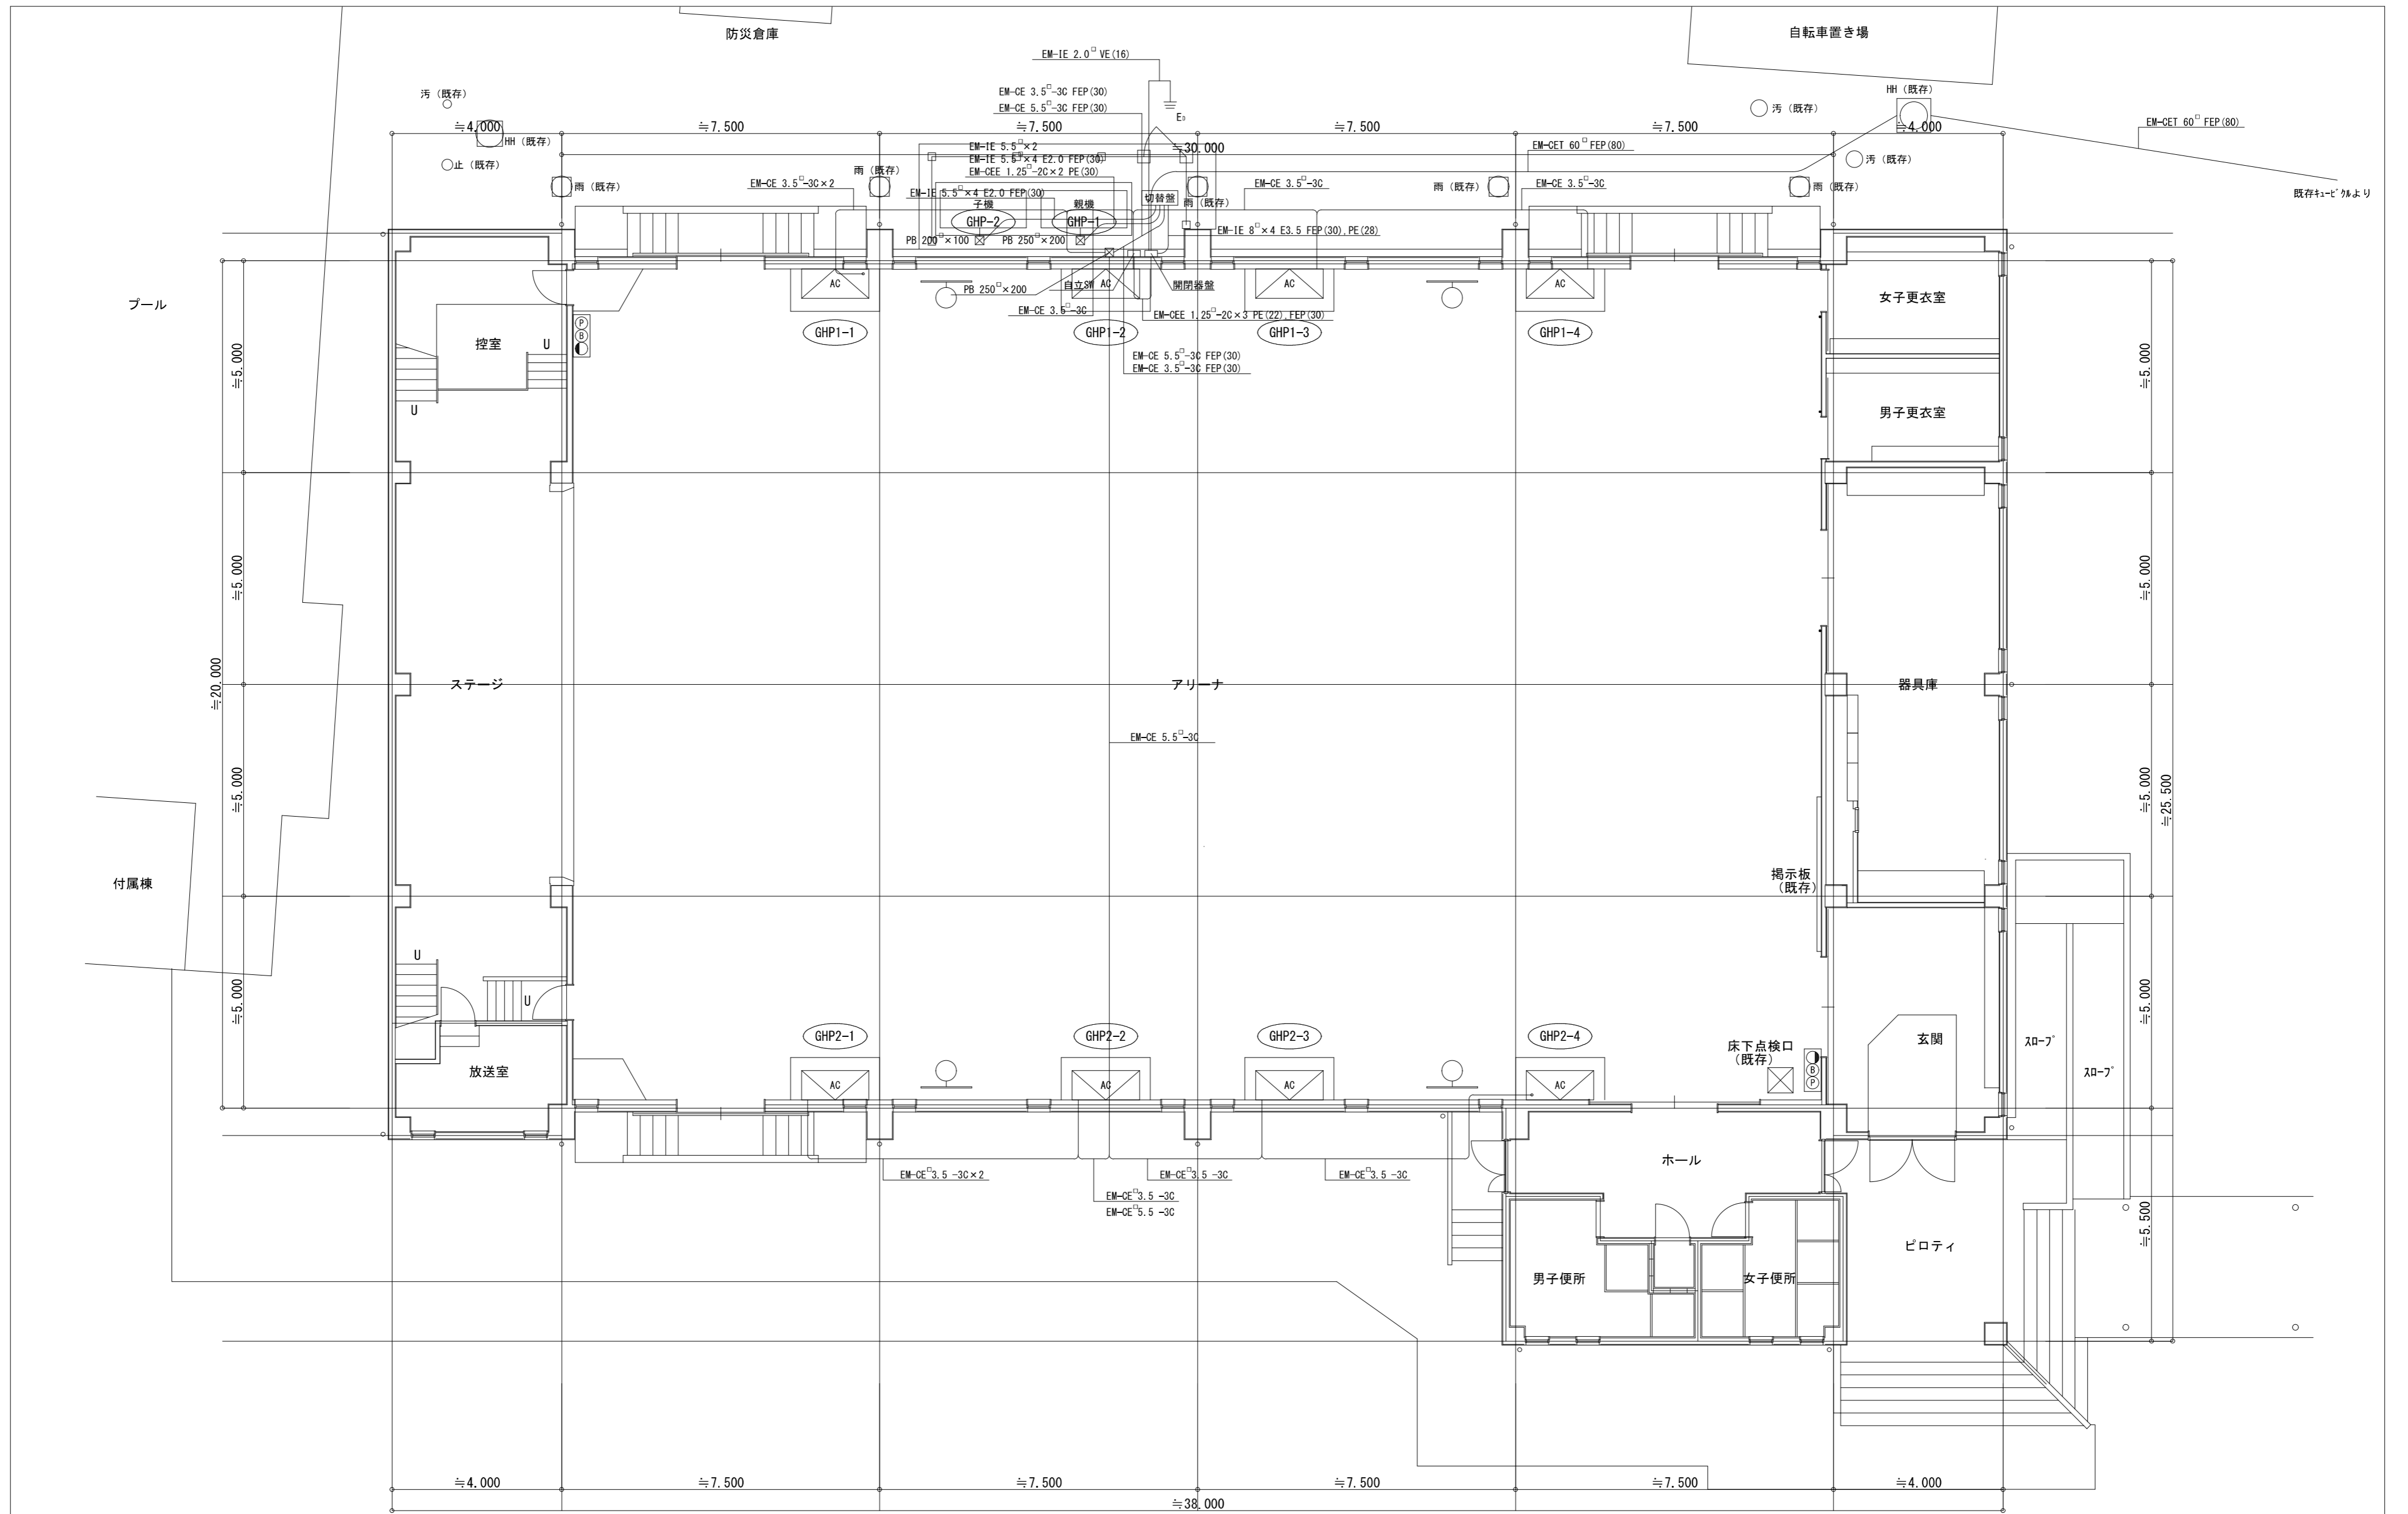 防災倉庫
自転車置き場
EM-IE 2.0□ VE(16)
汚（既存）
EM-CE 3.5□-3C FEP(30)
EM-CE 5.5□-3C FEP(30)
HH（既存）
汚（既存）
EM-CET 60□ FEP(80)
≒4.000
≒7.500
≒7.500
≒7.500
≒7.500
≒4.000
E₀
HH（既存）
止（既存）
EM-IE 5.5□×2
≒30.000
EM-CET 60□ FEP(80)
EM-IE 5.5□×4 E2.0 FEP(30)
汚（既存）
EM-CEE 1.25□-2C×2 PE(30)
雨（既存）
雨（既存）
EM-CE 3.5□-3C×2
EM-IE 5.5□×4 E2.0 FEP(30)
切替盤
雨（既存）
EM-CE 3.5□-3C
雨（既存）
EM-CE 3.5□-3C
雨（既存）
既存ｷｭｰﾋﾞｸﾙより
子機
親機
GHP-2
GHP-1
EM-IE 8□×4 E3.5 FEP(30),PE(28)
PB 200□×100
PB 250□×200
AC
PB 250□×200
自立SW
AC
開閉器盤
AC
AC
プール
女子更衣室
EM-CE 3.5□-3C
EM-CEE 1.25□-2C×3 PE(22),FEP(30)
GHP1-1
GHP1-2
GHP1-3
GHP1-4
P
B
控室
U
U
EM-CE 5.5□-3C FEP(30)
EM-CE 3.5□-3C FEP(30)
≒5.000
≒5.000
男子更衣室
≒5.000
≒5.000
ステージ
アリーナ
器具庫
≒20.000
EM-CE 5.5□-3C
≒5.000
≒5.000
≒25.500
付属棟
掲示板
（既存）
U
U
≒5.000
≒5.000
GHP2-1
GHP2-2
GHP2-3
GHP2-4
床下点検口
（既存）
B
P
玄関
ｽﾛｰﾌﾟ
ｽﾛｰﾌﾟ
放送室
AC
AC
AC
AC
ホール
EM-CE□3.5 -3C×2
EM-CE□3.5 -3C
EM-CE□3.5 -3C
EM-CE□3.5 -3C
EM-CE□5.5 -3C
≒5.500
ピロティ
男子便所
女子便所
≒4.000
≒7.500
≒7.500
≒7.500
≒7.500
≒4.000
≒38.000